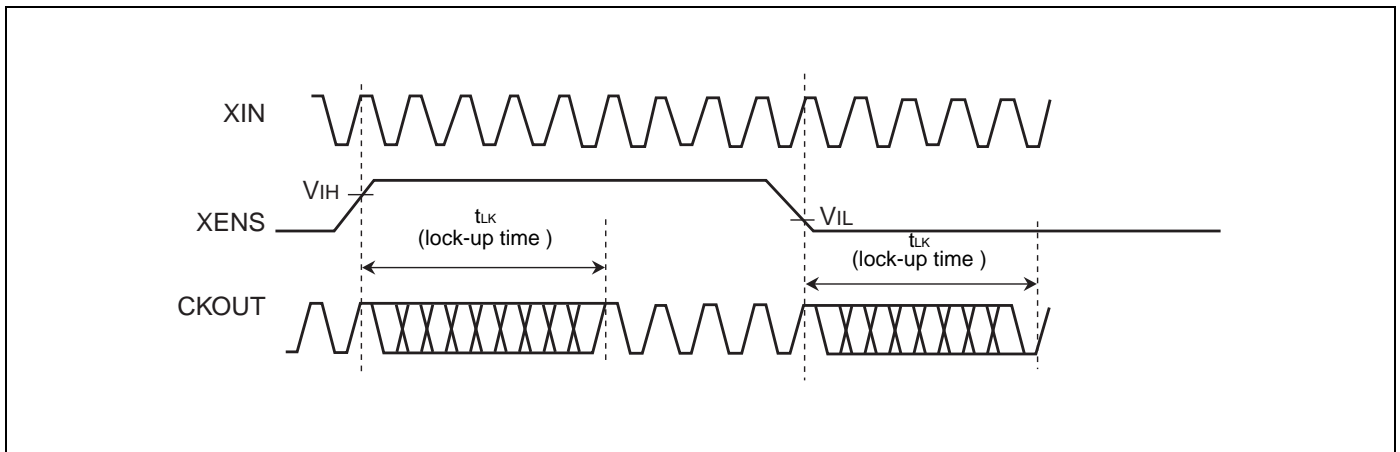 XIN
VIH
XENS
VIL
tLK
(lock-up time )
tLK
(lock-up time )
CKOUT